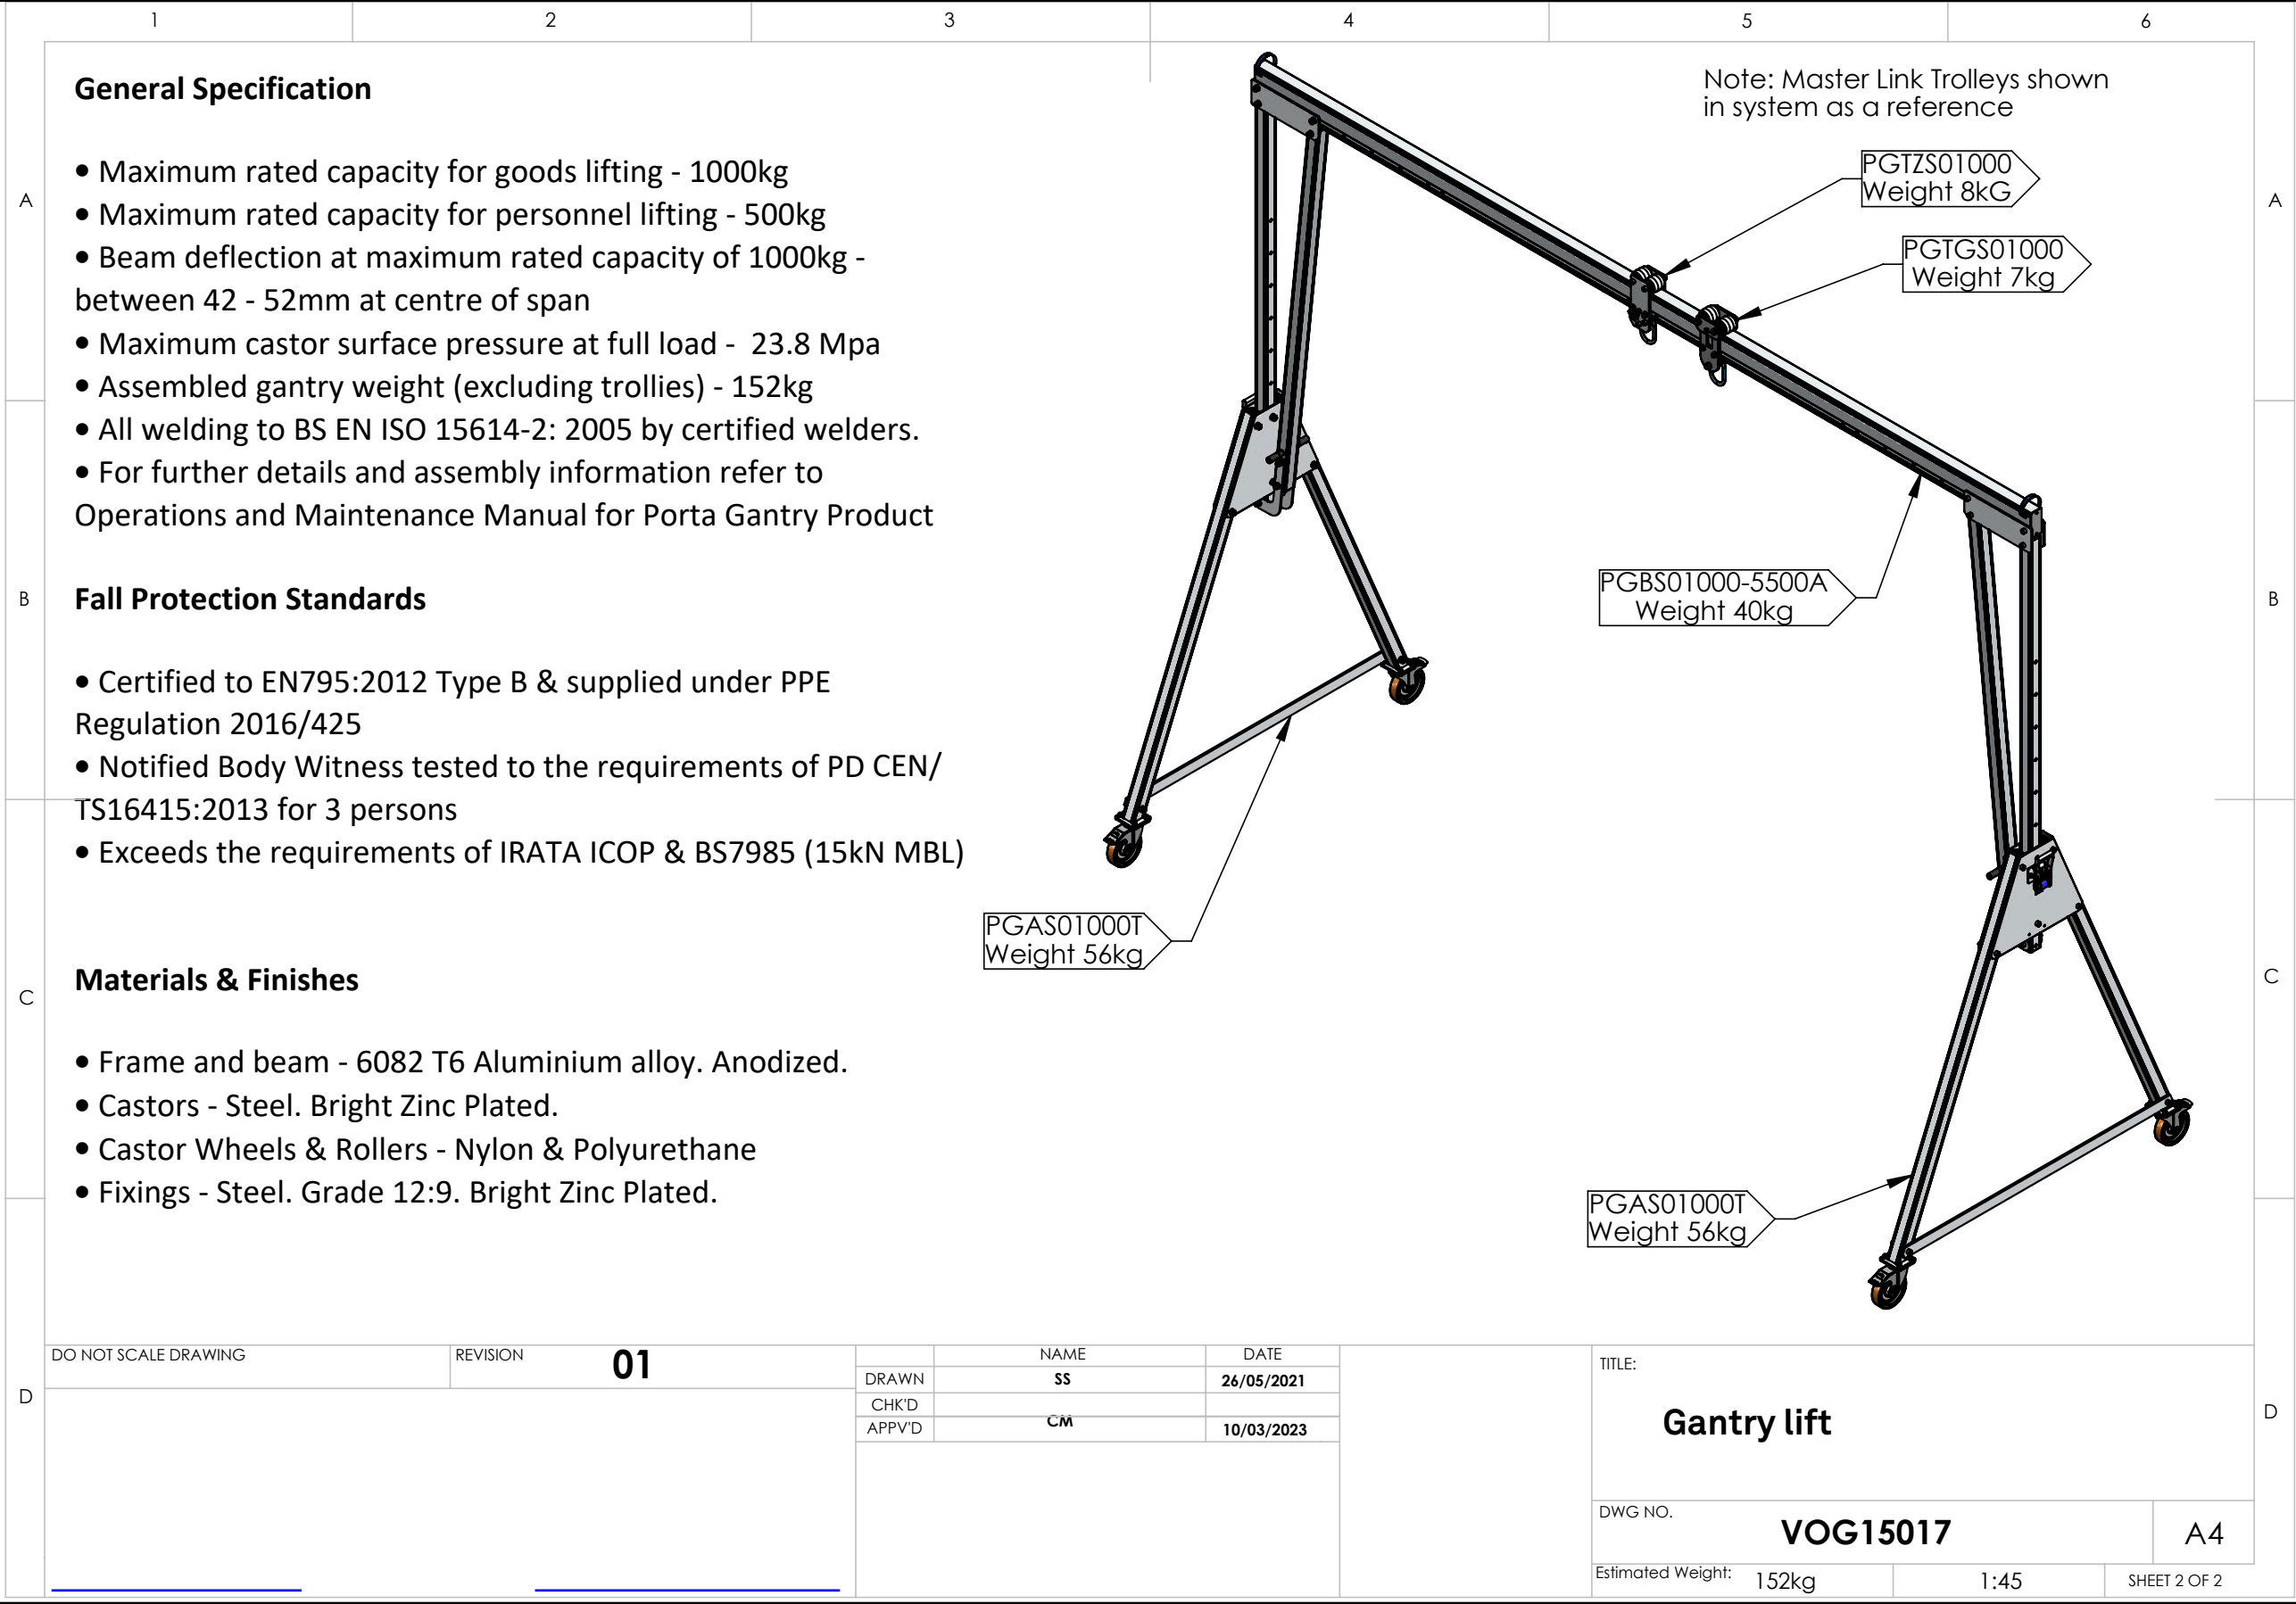 1 2 3 4 5 6
General Specification
• Maximum rated capacity for goods lifting - 1000kg
• Maximum rated capacity for personnel lifting - 500kg
• Beam deflection at maximum rated capacity of 1000kg -
between 42 - 52mm at centre of span
• Maximum castor surface pressure at full load - 23.8 Mpa
• Assembled gantry weight (excluding trollies) - 152kg
• All welding to BS EN ISO 15614-2: 2005 by certified welders.
• For further details and assembly information refer to
Operations and Maintenance Manual for Porta Gantry Product
Fall Protection Standards
• Certified to EN795:2012 Type B & supplied under PPE
Regulation 2016/425
• Notified Body Witness tested to the requirements of PD CEN/
TS16415:2013 for 3 persons
• Exceeds the requirements of IRATA ICOP & BS7985 (15kN MBL)
Materials & Finishes
• Frame and beam - 6082 T6 Aluminium alloy. Anodized.
• Castors - Steel. Bright Zinc Plated.
• Castor Wheels & Rollers - Nylon & Polyurethane
• Fixings - Steel. Grade 12:9. Bright Zinc Plated.
Note: Master Link Trolleys shown
in system as a reference
PGTZS01000
Weight 8kG
PGTGS01000
Weight 7kg
PGBS01000-5500A
Weight 40kg
PGAS01000T
Weight 56kg
PGAS01000T
Weight 56kg
A
B
C
D
A
B
C
D
DO NOT SCALE DRAWING
REVISION 01
NAME DATE
DRAWN SS 26/05/2021
CHK'D
APPV'D CM 10/03/2023
TITLE:
Gantry lift
DWG NO.
VOG15017
A4
Estimated Weight: 152kg
1:45
SHEET 2 OF 2